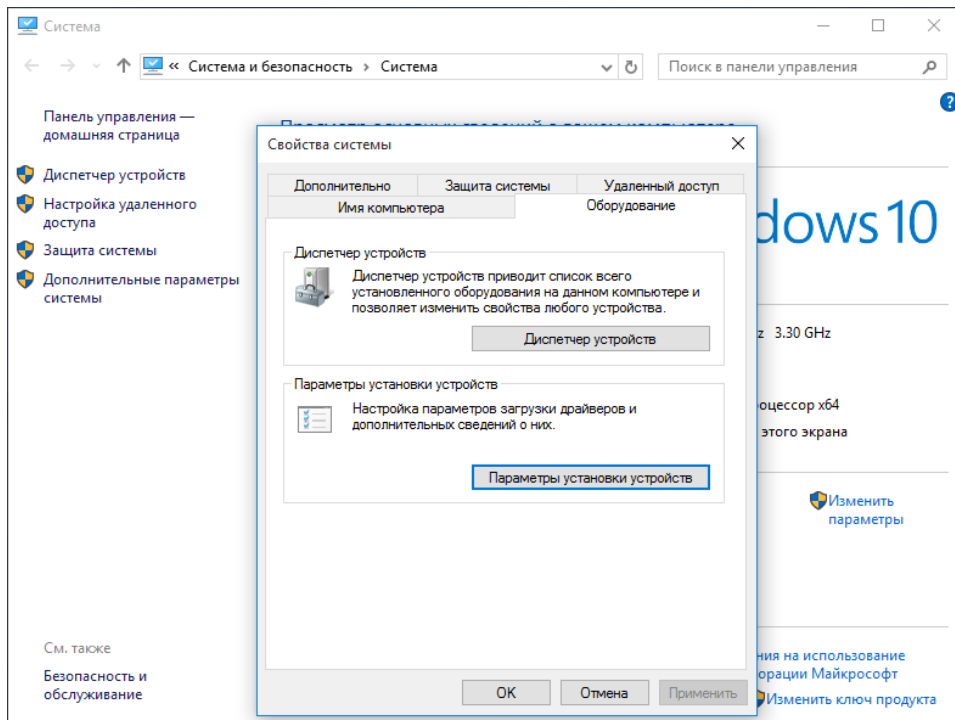 Система
« Система и безопасность › Система
Поиск в панели управления
?
Панель управления —
домашняя страница
Диспетчер устройств
Настройка удаленного
доступа
Защита системы
Дополнительные параметры
системы
См. также
Безопасность и
обслуживание
Свойства системы
Дополнительно
Защита системы
Удаленный доступ
Имя компьютера
Оборудование
Диспетчер устройств
Диспетчер устройств приводит список всего
установленного оборудования на данном компьютере и
позволяет изменить свойства любого устройства.
Диспетчер устройств
Параметры установки устройств
Настройка параметров загрузки драйверов и
дополнительных сведений о них.
Параметры установки устройств
OK
Отмена
Применить
dows 10
z 3.30 GHz
оцессор x64
этого экрана
Изменить
параметры
ния на использование
орации Майкрософт
Изменить ключ продукта